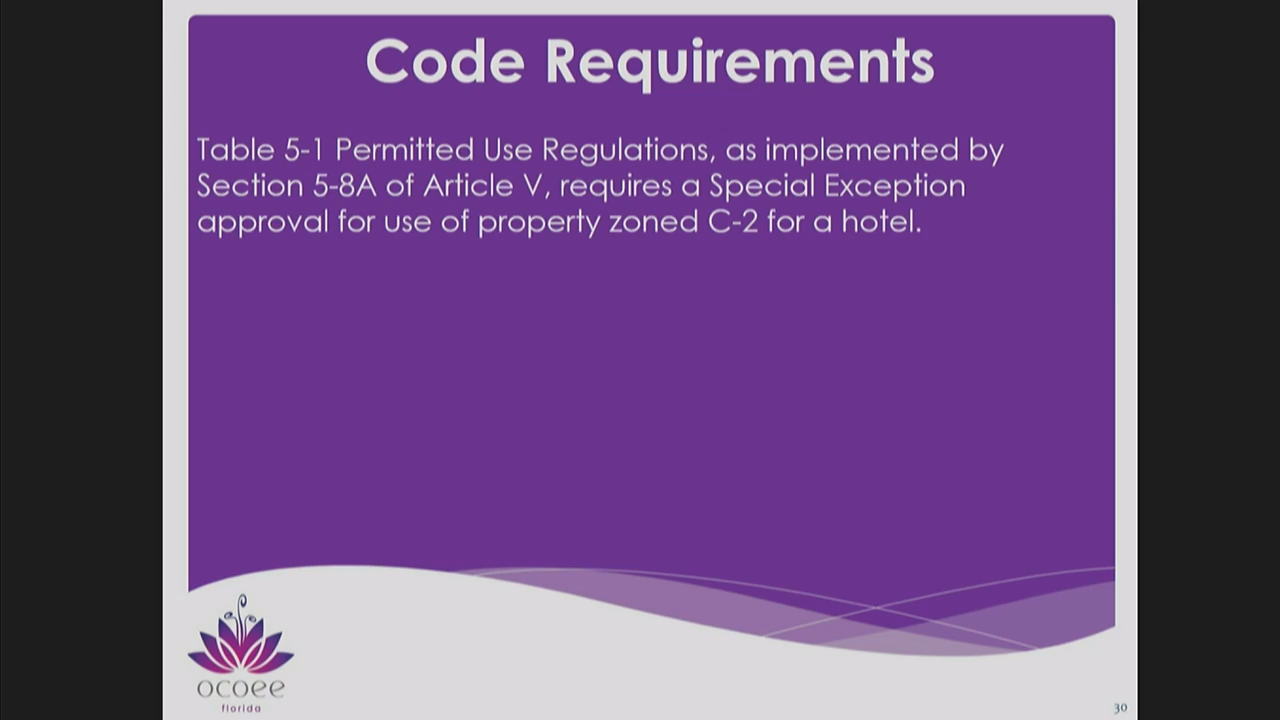 Code Requirements
Table 5-1 Permitted Use Regulations, as implemented by
Section 5-8A of Article V, requires a Special Exception
approval for use of property zoned C-2 for a hotel.
ocoee
florida
30